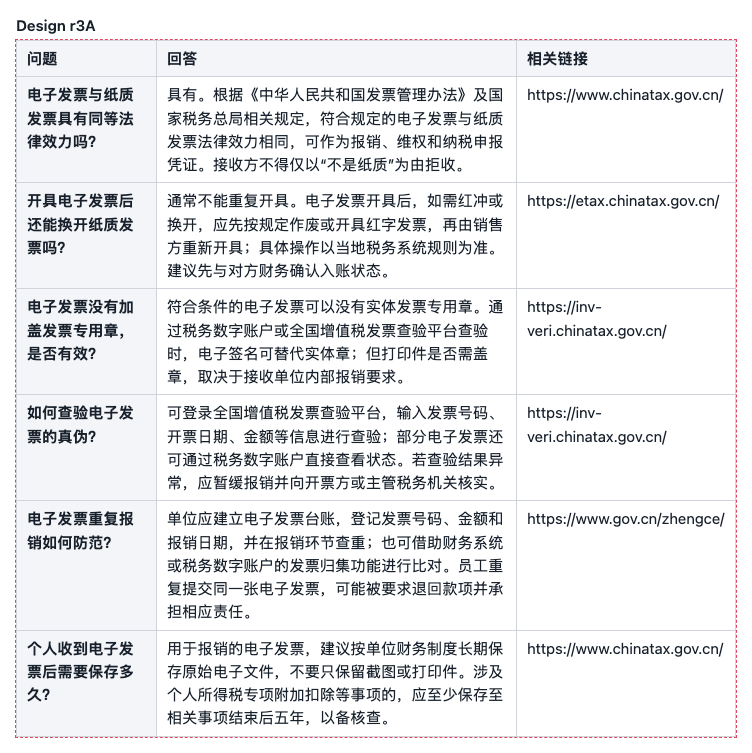 Design r3A
问题 回答 相关链接
电子发票与纸质
发票具有同等法
律效力吗？
具有。根据《中华人民共和国发票管理办法》及国
家税务总局相关规定，符合规定的电子发票与纸质
发票法律效力相同，可作为报销、维权和纳税申报
凭证。接收方不得仅以“不是纸质”为由拒收。
https://www.chinatax.gov.cn/
开具电子发票后
还能换开纸质发
票吗？
通常不能重复开具。电子发票开具后，如需红冲或
换开，应先按规定作废或开具红字发票，再由销售
方重新开具；具体操作以当地税务系统规则为准。
建议先与对方财务确认入账状态。
https://etax.chinatax.gov.cn/
电子发票没有加
盖发票专用章，
是否有效？
符合条件的电子发票可以没有实体发票专用章。通
过税务数字账户或全国增值税发票查验平台查验
时，电子签名可替代实体章；但打印件是否需盖
章，取决于接收单位内部报销要求。
https://inv-
veri.chinatax.gov.cn/
如何查验电子发
票的真伪？
可登录全国增值税发票查验平台，输入发票号码、
开票日期、金额等信息进行查验；部分电子发票还
可通过税务数字账户直接查看状态。若查验结果异
常，应暂缓报销并向开票方或主管税务机关核实。
https://inv-
veri.chinatax.gov.cn/
电子发票重复报
销如何防范？
单位应建立电子发票台账，登记发票号码、金额和
报销日期，并在报销环节查重；也可借助财务系统
或税务数字账户的发票归集功能进行比对。员工重
复提交同一张电子发票，可能被要求退回款项并承
担相应责任。
https://www.gov.cn/zhengce/
个人收到电子发
票后需要保存多
久？
用于报销的电子发票，建议按单位财务制度长期保
存原始电子文件，不要只保留截图或打印件。涉及
个人所得税专项附加扣除等事项的，应至少保存至
相关事项结束后五年，以备核查。
https://www.chinatax.gov.cn/